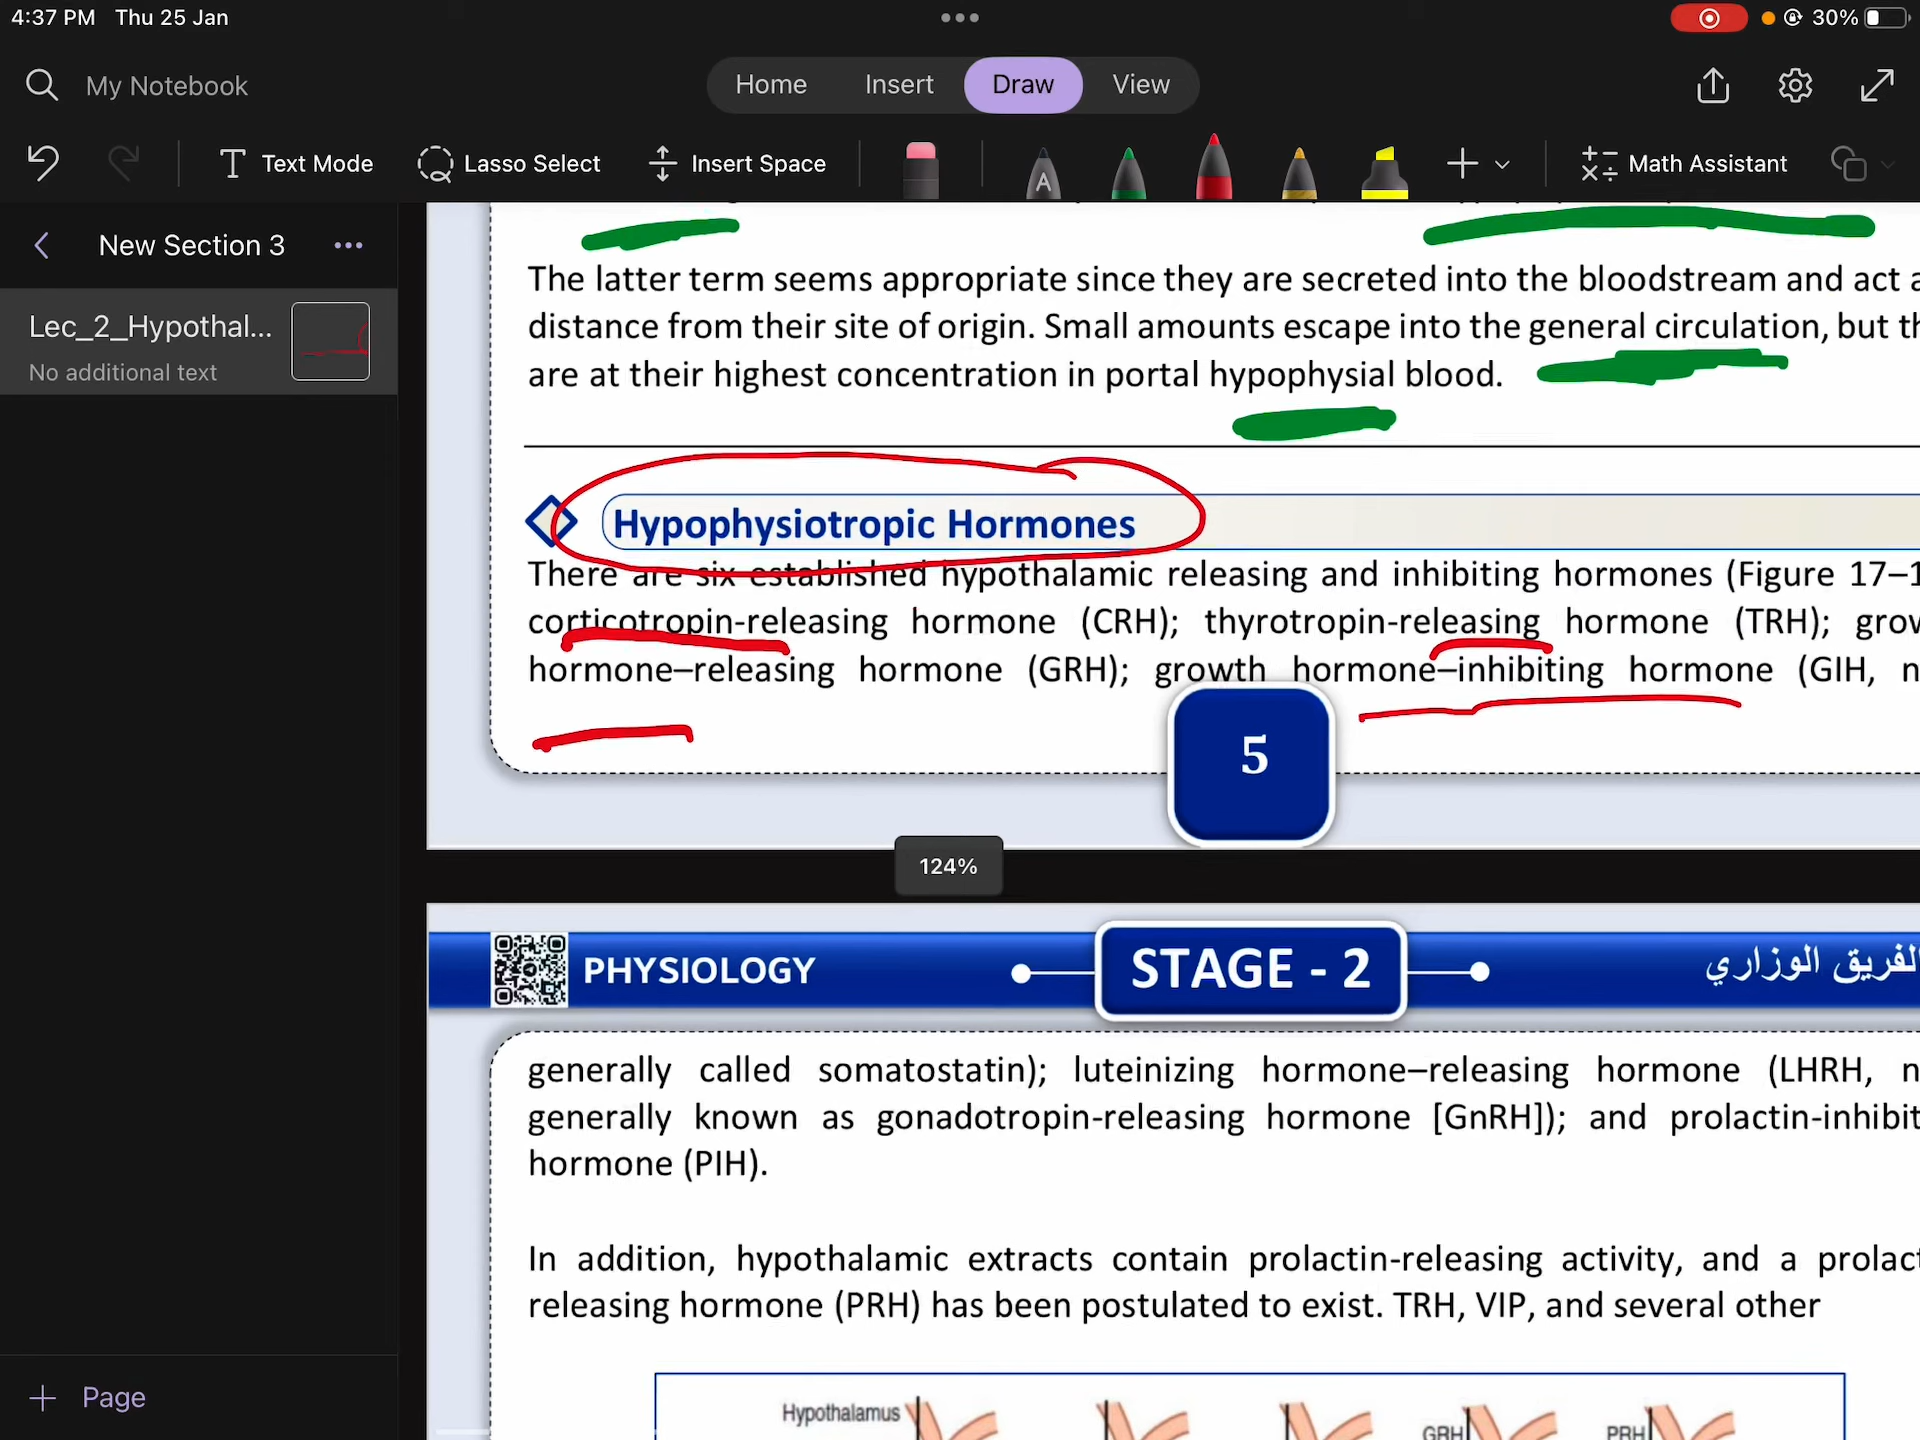 4:37 PM Thu 25 Jan
30%
My Notebook
Home Insert Draw View
Text Mode Lasso Select Insert Space A Math Assistant
New Section 3
Lec_2_Hypothal...
No additional text
The latter term seems appropriate since they are secreted into the bloodstream and act a
distance from their site of origin. Small amounts escape into the general circulation, but th
are at their highest concentration in portal hypophysial blood.
Hypophysiotropic Hormones
There are six established hypothalamic releasing and inhibiting hormones (Figure 17–1
corticotropin-releasing hormone (CRH); thyrotropin-releasing hormone (TRH); grow
hormone–releasing hormone (GRH); growth hormone–inhibiting hormone (GIH, n
5
124%
PHYSIOLOGY
STAGE - 2
الفريق الوزاري
generally called somatostatin); luteinizing hormone–releasing hormone (LHRH, n
generally known as gonadotropin-releasing hormone [GnRH]); and prolactin-inhibit
hormone (PIH).
In addition, hypothalamic extracts contain prolactin-releasing activity, and a prolact
releasing hormone (PRH) has been postulated to exist. TRH, VIP, and several other
Hypothalamus
GRH
PRH
Page